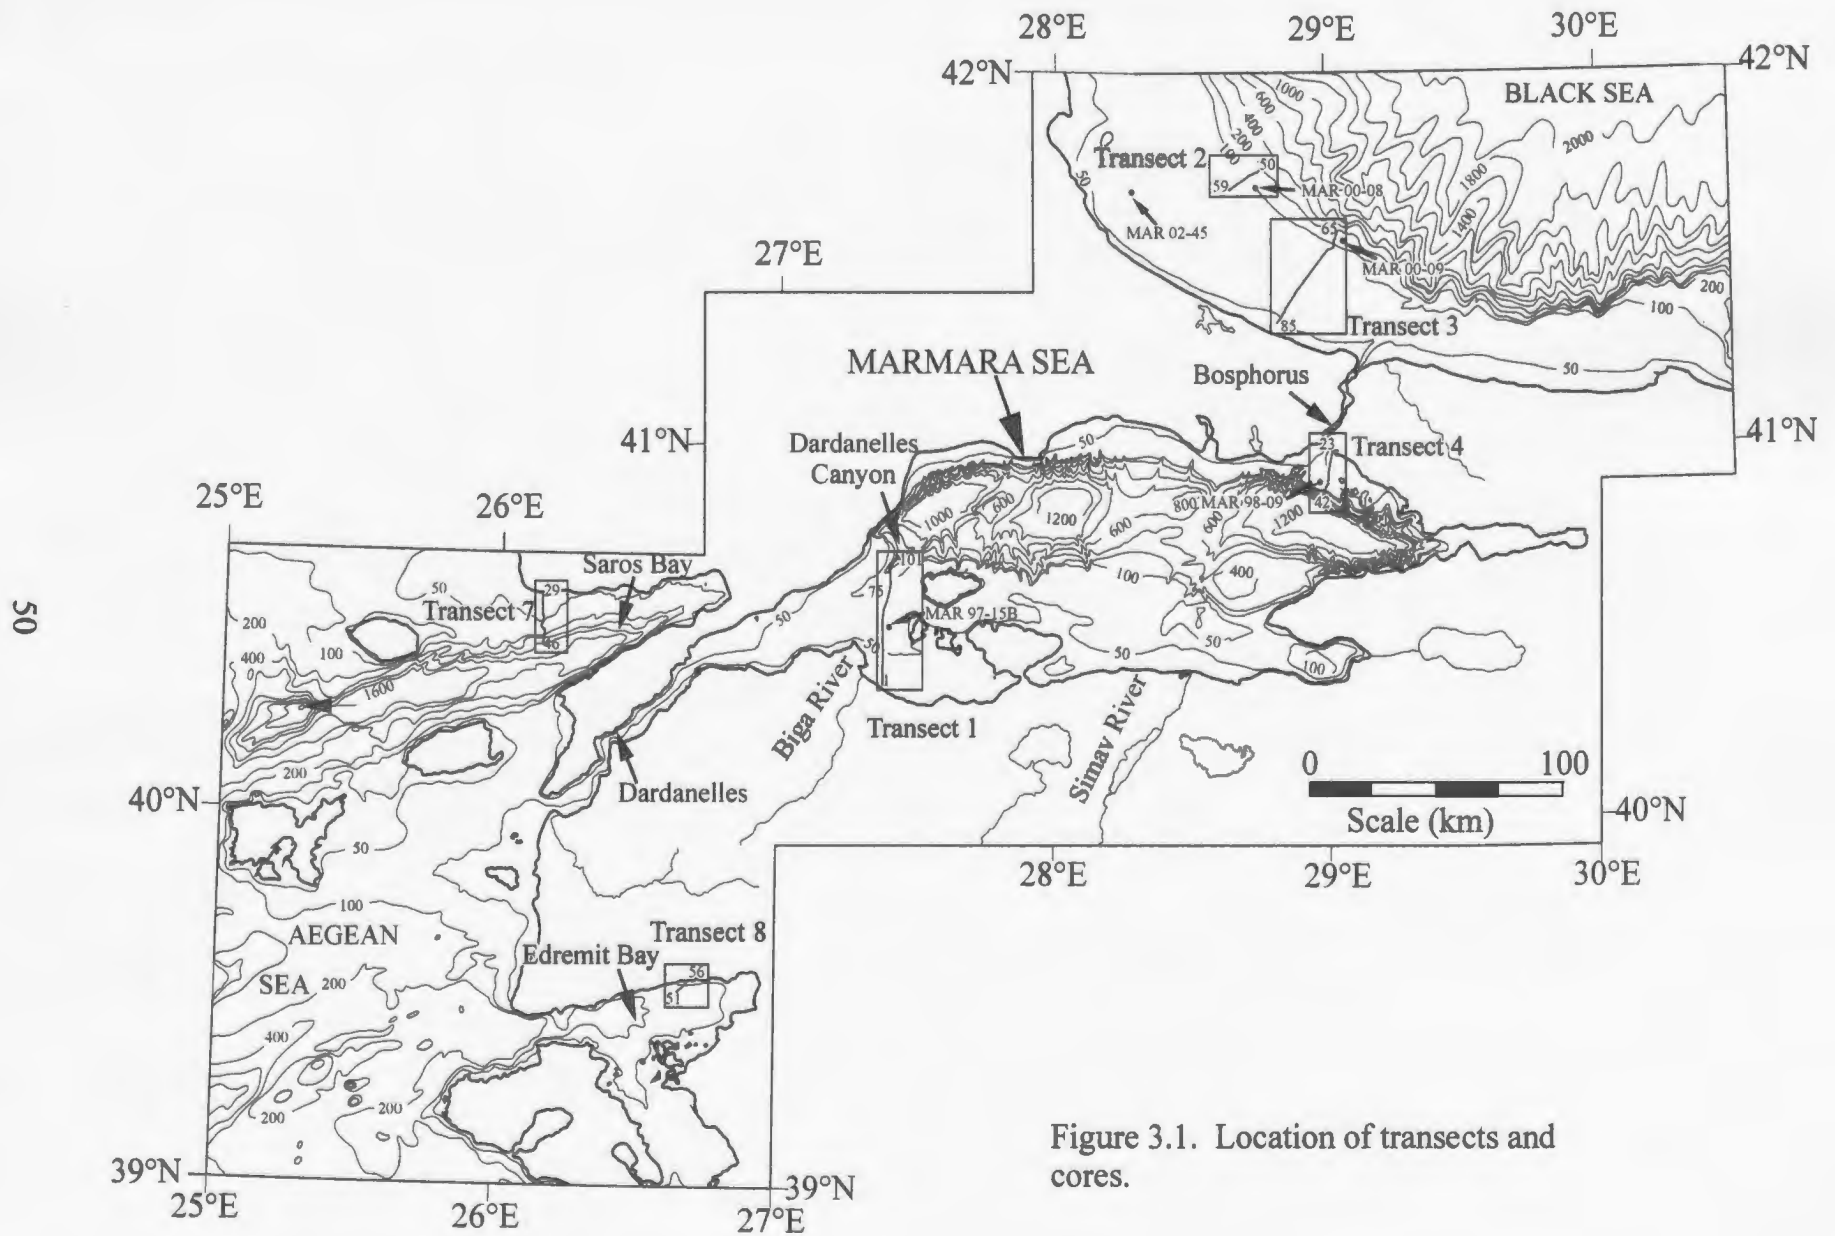 28°E
29°E
30°E
42°N
42°N
BLACK SEA
1000
600
400
200
100
2000
1800
1400
Transect 2
50
59
MAR 00-08
50
MAR 02-45
65
MAR 00-09
85
Transect 3
200
100
50
27°E
MARMARA SEA
Bosphorus
41°N
41°N
Dardanelles
Canyon
50
23
Transect 4
MAR 98-09
42
800
600
1200
1000
600
1200
600
100
400
50
50
100
25°E
26°E
Saros Bay
50
29
Transect 7
46
200
100
400
1600
200
101
75
MAR 97-15B
50
1
50
Biga River
Transect 1
Simav River
Dardanelles
0
100
Scale (km)
40°N
40°N
50
28°E
29°E
30°E
100
AEGEAN
SEA
200
400
200
200
Transect 8
Edremit Bay
56
51
39°N
39°N
25°E
26°E
27°E
Figure 3.1. Location of transects and
cores.
50